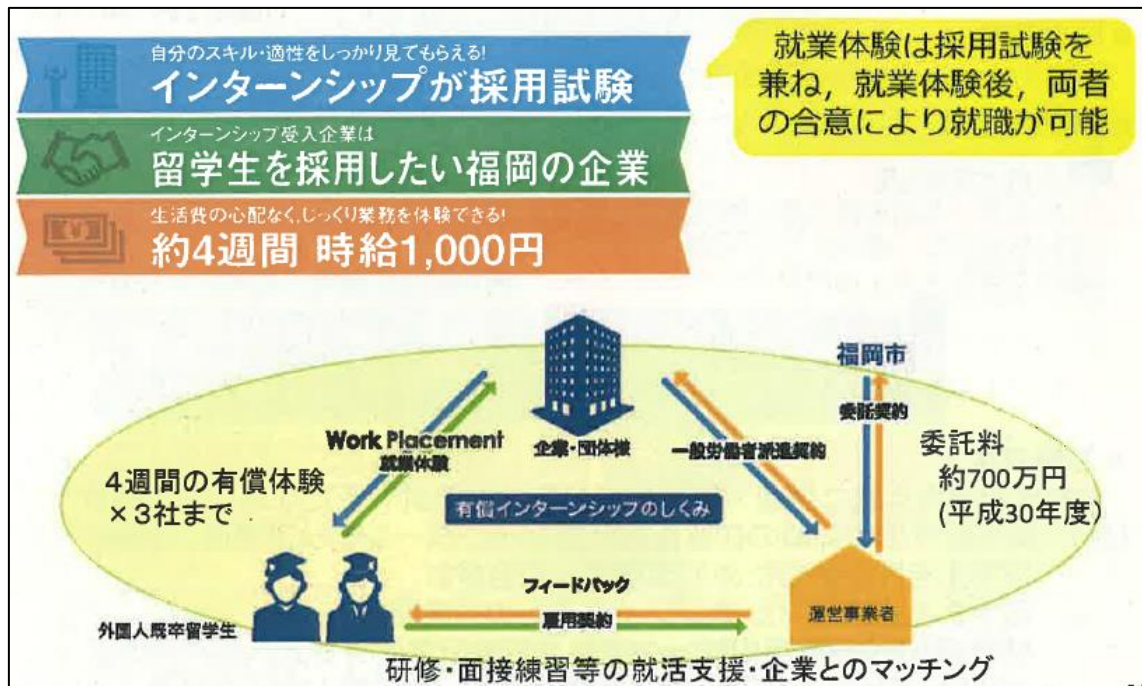 自分のスキル・適性をしっかり見てもらえる!
インターンシップが採用試験
インターンシップ受入企業は
留学生を採用したい福岡の企業
生活費の心配なく、じっくり業務を体験できる!
約4週間 時給1,000円
就業体験は採用試験を
兼ね，就業体験後，両者
の合意により就職が可能
福岡市
委託契約
委託料
約700万円
(平成30年度)
Work Placement
就業体験
企業・団体様
一般労働者派遣契約
4週間の有償体験
×3社まで
有償インターンシップのしくみ
フィードバック
雇用契約
外国人既卒留学生
運営事業者
研修・面接練習等の就活支援・企業とのマッチング